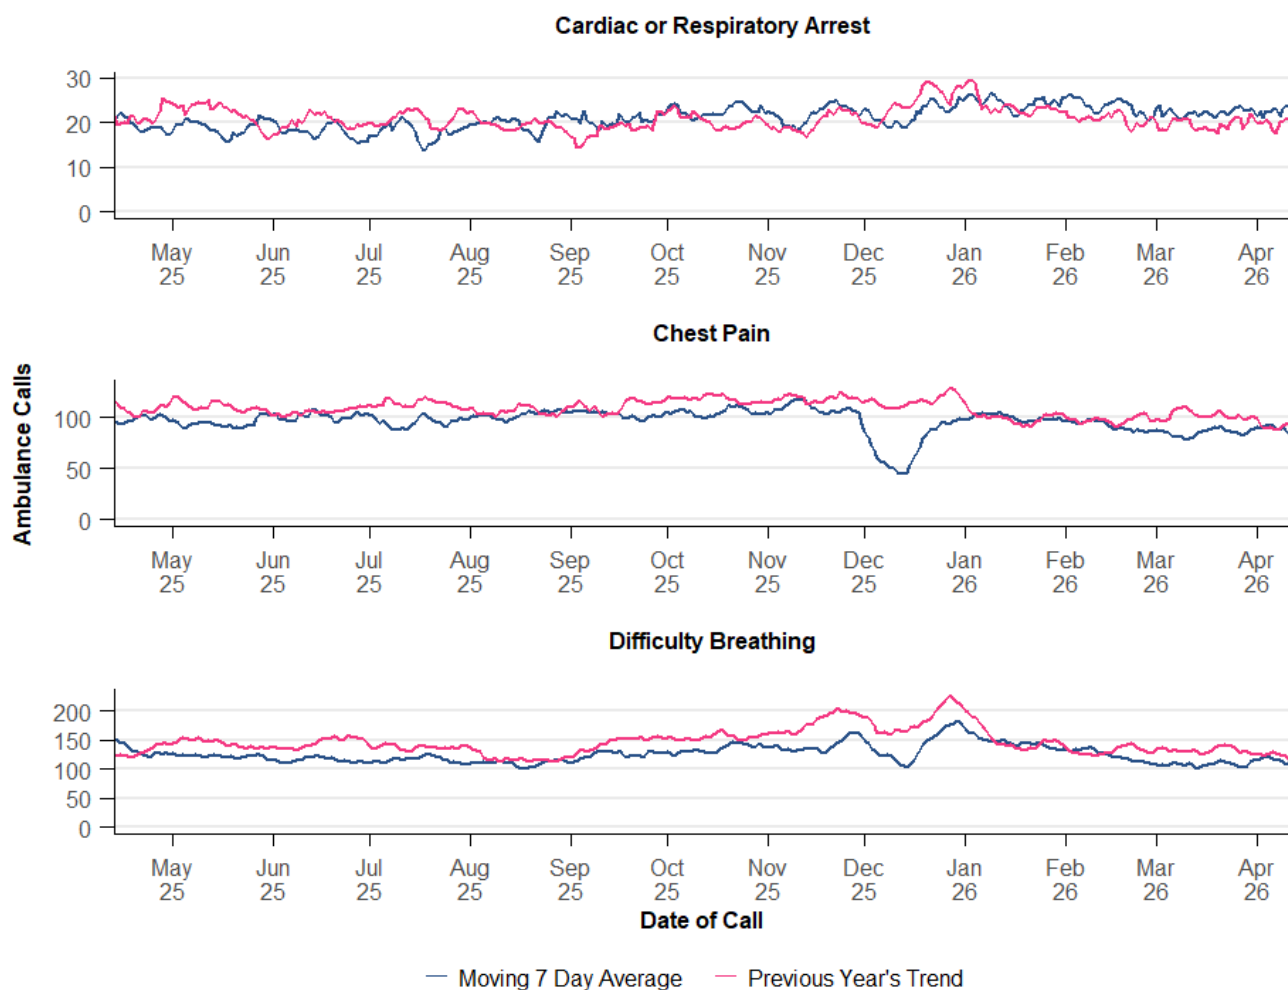 Cardiac or Respiratory Arrest
30
20
10
0
May Jun Jul Aug Sep Oct Nov Dec Jan Feb Mar Apr
25 25 25 25 25 25 25 25 26 26 26 26
Chest Pain
Ambulance Calls
100
50
0
May Jun Jul Aug Sep Oct Nov Dec Jan Feb Mar Apr
25 25 25 25 25 25 25 25 26 26 26 26
Difficulty Breathing
200
150
100
50
0
May Jun Jul Aug Sep Oct Nov Dec Jan Feb Mar Apr
25 25 25 25 25 25 25 25 26 26 26 26
Date of Call
Moving 7 Day Average Previous Year's Trend